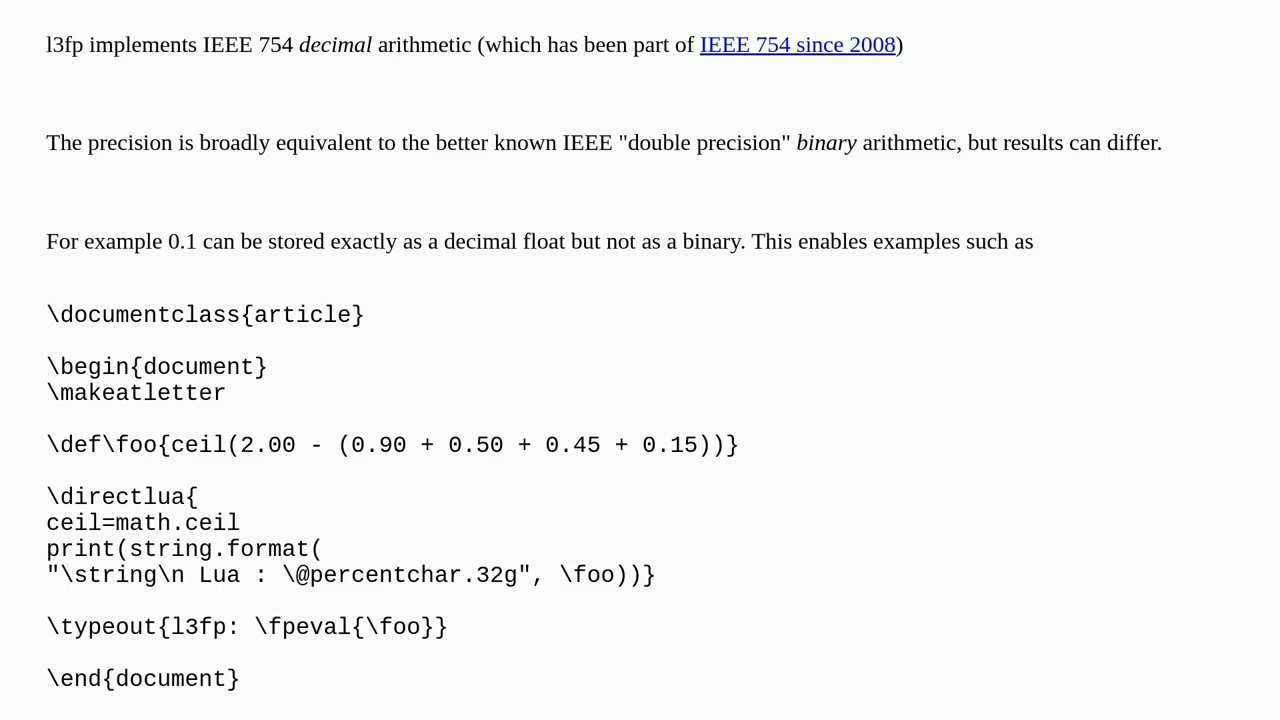 l3fp implements IEEE 754 decimal arithmetic (which has been part of IEEE 754 since 2008)
The precision is broadly equivalent to the better known IEEE "double precision" binary arithmetic, but results can differ.
For example 0.1 can be stored exactly as a decimal float but not as a binary. This enables examples such as
\documentclass{article}
\begin{document}
\makeatletter
\def\foo{ceil(2.00 - (0.90 + 0.50 + 0.45 + 0.15))}
\directlua{
ceil=math.ceil
print(string.format(
"\string\n Lua : \@percentchar.32g", \foo))}
\typeout{l3fp: \fpeval{\foo}}
\end{document}